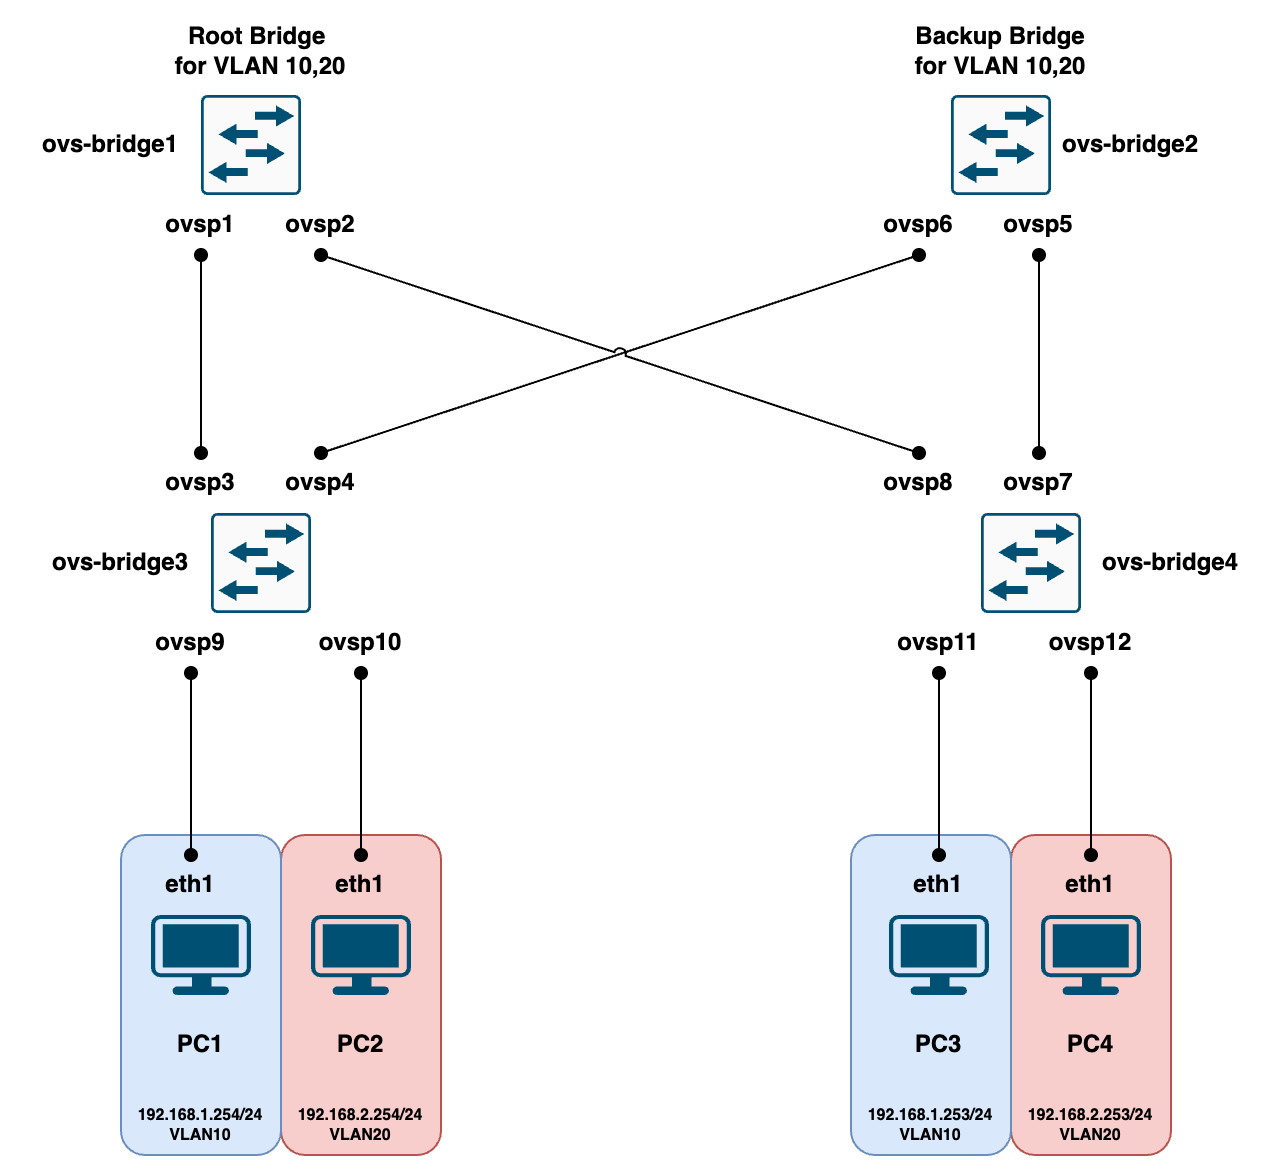 Root Bridge
for VLAN 10,20
Backup Bridge
for VLAN 10,20
ovs-bridge1
ovs-bridge2
ovsp1
ovsp2
ovsp6
ovsp5
ovsp3
ovsp4
ovsp8
ovsp7
ovs-bridge3
ovs-bridge4
ovsp9
ovsp10
ovsp11
ovsp12
eth1
eth1
eth1
eth1
PC1
PC2
PC3
PC4
192.168.1.254/24
VLAN10
192.168.2.254/24
VLAN20
192.168.1.253/24
VLAN10
192.168.2.253/24
VLAN20